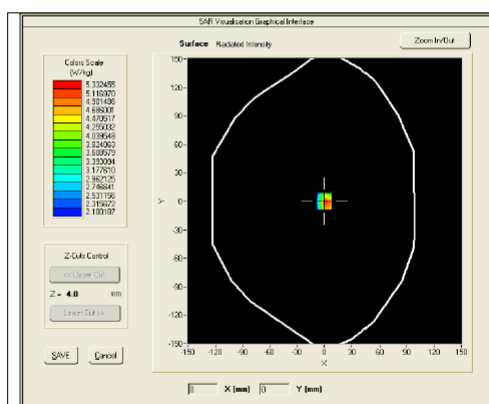 SAR Visualisation Graphical Interface
Surface Radiated Intensity
Zoom In/Out
Colors Scale
(W/kg)
5.332455
5.116970
4.901486
4.686001
4.470517
4.255032
4.039548
3.824063
3.608579
3.393094
3.177610
2.962125
2.746641
2.531156
2.315672
2.100187
Z-Cuts Control
<< Upper Cut
Z = 4.0 mm
Lower Cut >>
SAVE Cancel
150
120
90
60
30
0
-30
-60
-90
-120
-150
Y
-150 -120 -90 -60 -30 0 30 60 90 120 150
X
0 X (mm) 0 Y (mm)